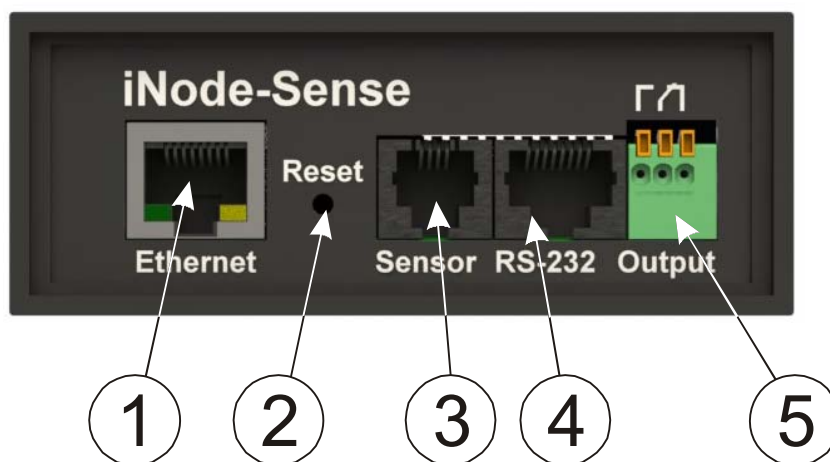 iNode-Sense
Reset
Ethernet
Sensor
RS-232
Output
1
2
3
4
5